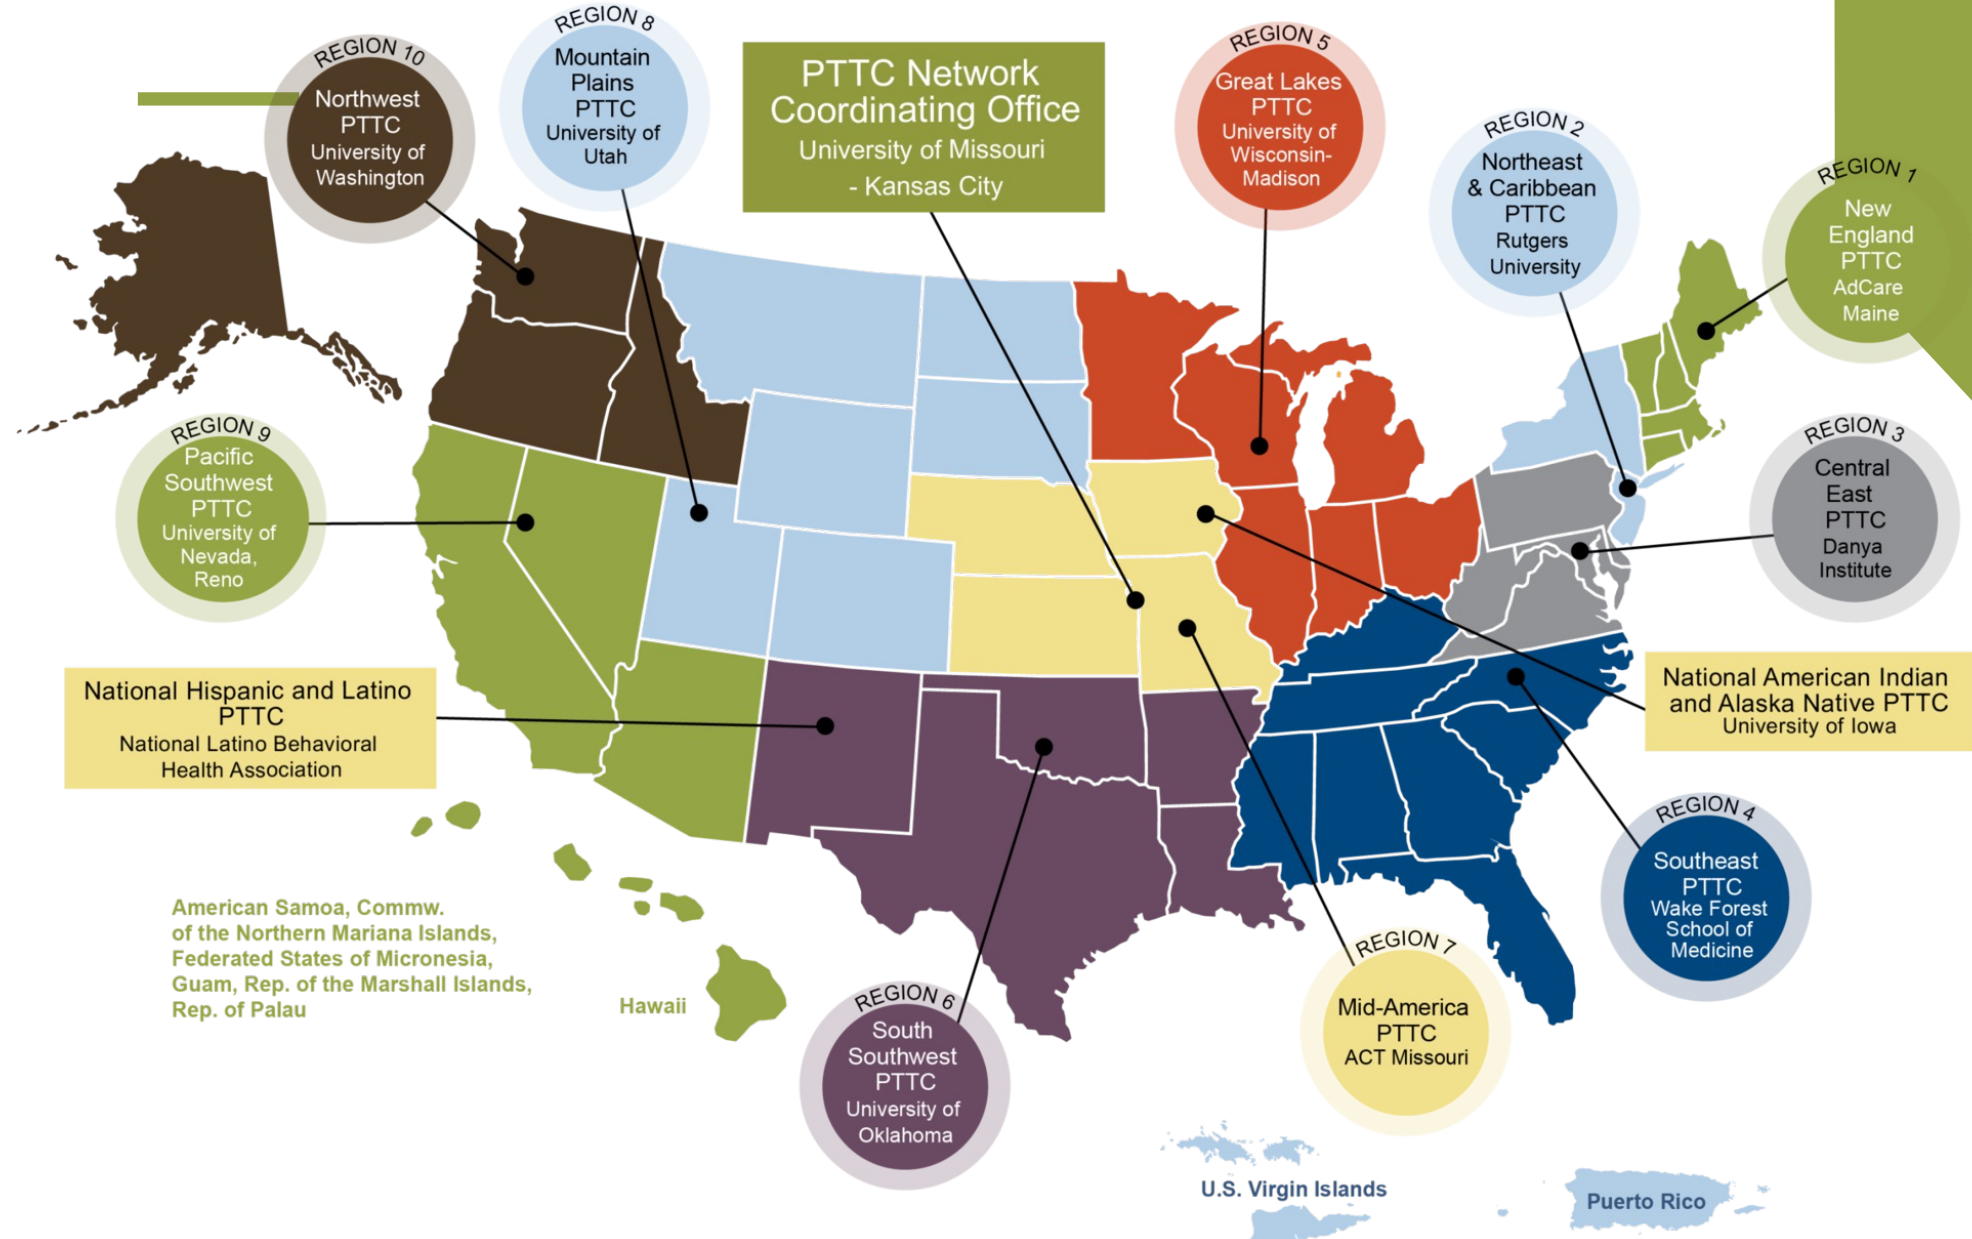 REGION 10
Northwest
PTTC
University of
Washington
REGION 8
Mountain
Plains
PTTC
University of
Utah
PTTC Network
Coordinating Office
University of Missouri
- Kansas City
REGION 5
Great Lakes
PTTC
University of
Wisconsin-
Madison
REGION 2
Northeast
& Caribbean
PTTC
Rutgers
University
REGION 1
New
England
PTTC
AdCare
Maine
REGION 9
Pacific
Southwest
PTTC
University of
Nevada,
Reno
REGION 3
Central
East
PTTC
Danya
Institute
National Hispanic and Latino
PTTC
National Latino Behavioral
Health Association
National American Indian
and Alaska Native PTTC
University of Iowa
REGION 4
Southeast
PTTC
Wake Forest
School of
Medicine
American Samoa, Commw.
of the Northern Mariana Islands,
Federated States of Micronesia,
Guam, Rep. of the Marshall Islands,
Rep. of Palau
Hawaii
REGION 6
South
Southwest
PTTC
University of
Oklahoma
REGION 7
Mid-America
PTTC
ACT Missouri
U.S. Virgin Islands
Puerto Rico